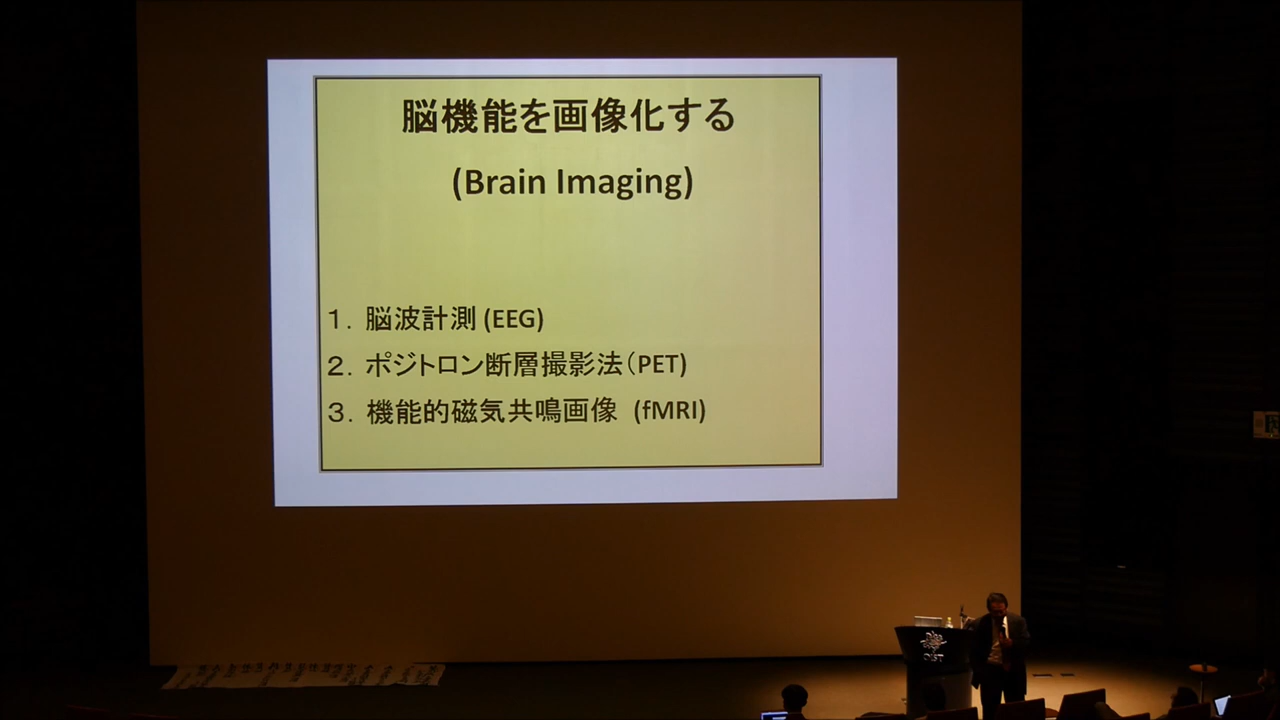 脳機能を画像化する
(Brain Imaging)
１．脳波計測 (EEG)
２．ポジトロン断層撮影法（PET)
３．機能的磁気共鳴画像 (fMRI)
OIST